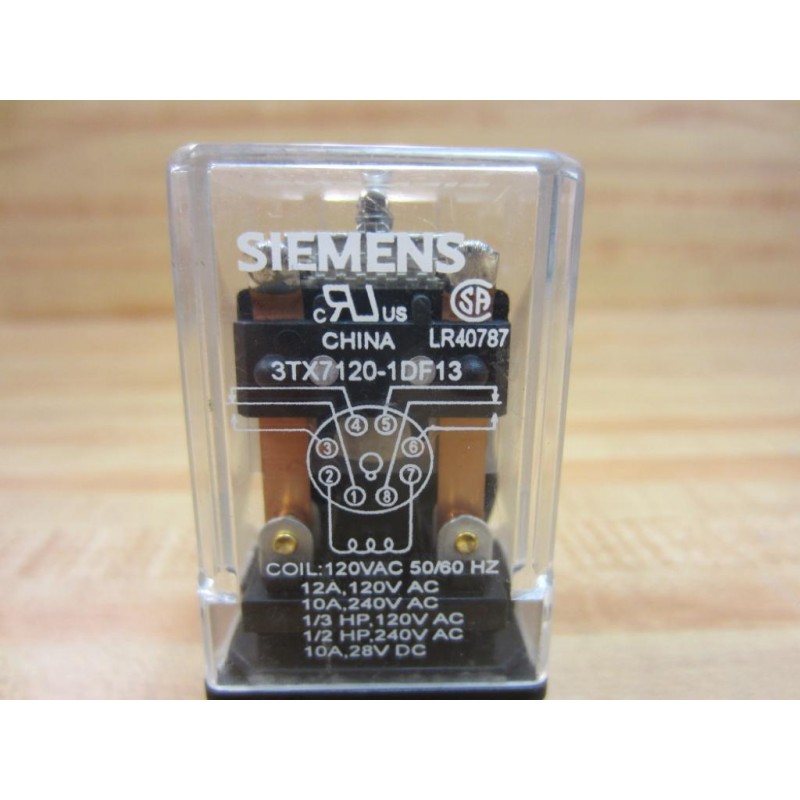 SIEMENS
C UR US SA
CHINA LR40787
3TX7120-1DF13
4 5
3 6
2 7
1 8
COIL:120VAC 50/60 HZ
12A,120V AC
10A,240V AC
1/3 HP,120V AC
1/2 HP,240V AC
10A,28V DC